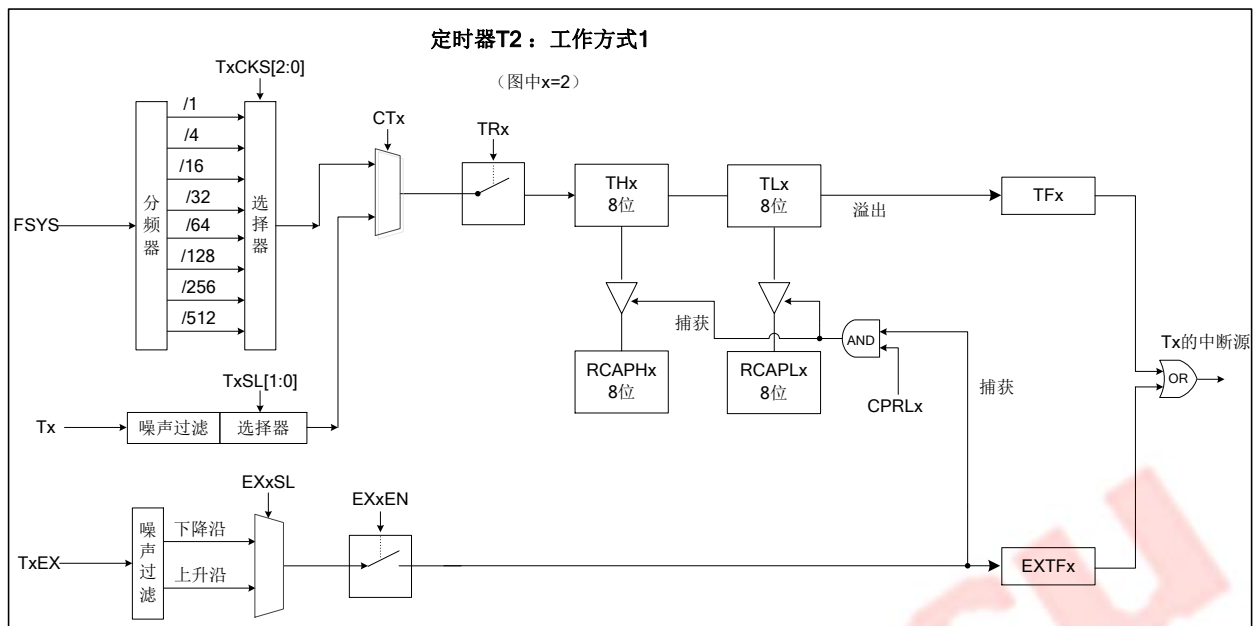 定时器T2：工作方式1
（图中x=2）
TxCKS[2:0]
/1
/4
/16
/32
/64
/128
/256
/512
FSYS
分频器
选择器
CTx
TRx
THx
8位
TLx
8位
溢出
TFx
捕获
AND
RCAPHx
8位
RCAPLx
8位
CPRLx
捕获
Tx的中断源
OR
TxSL[1:0]
Tx
噪声过滤
选择器
EXxSL
EXxEN
TxEX
噪声过滤
下降沿
上升沿
EXTFx